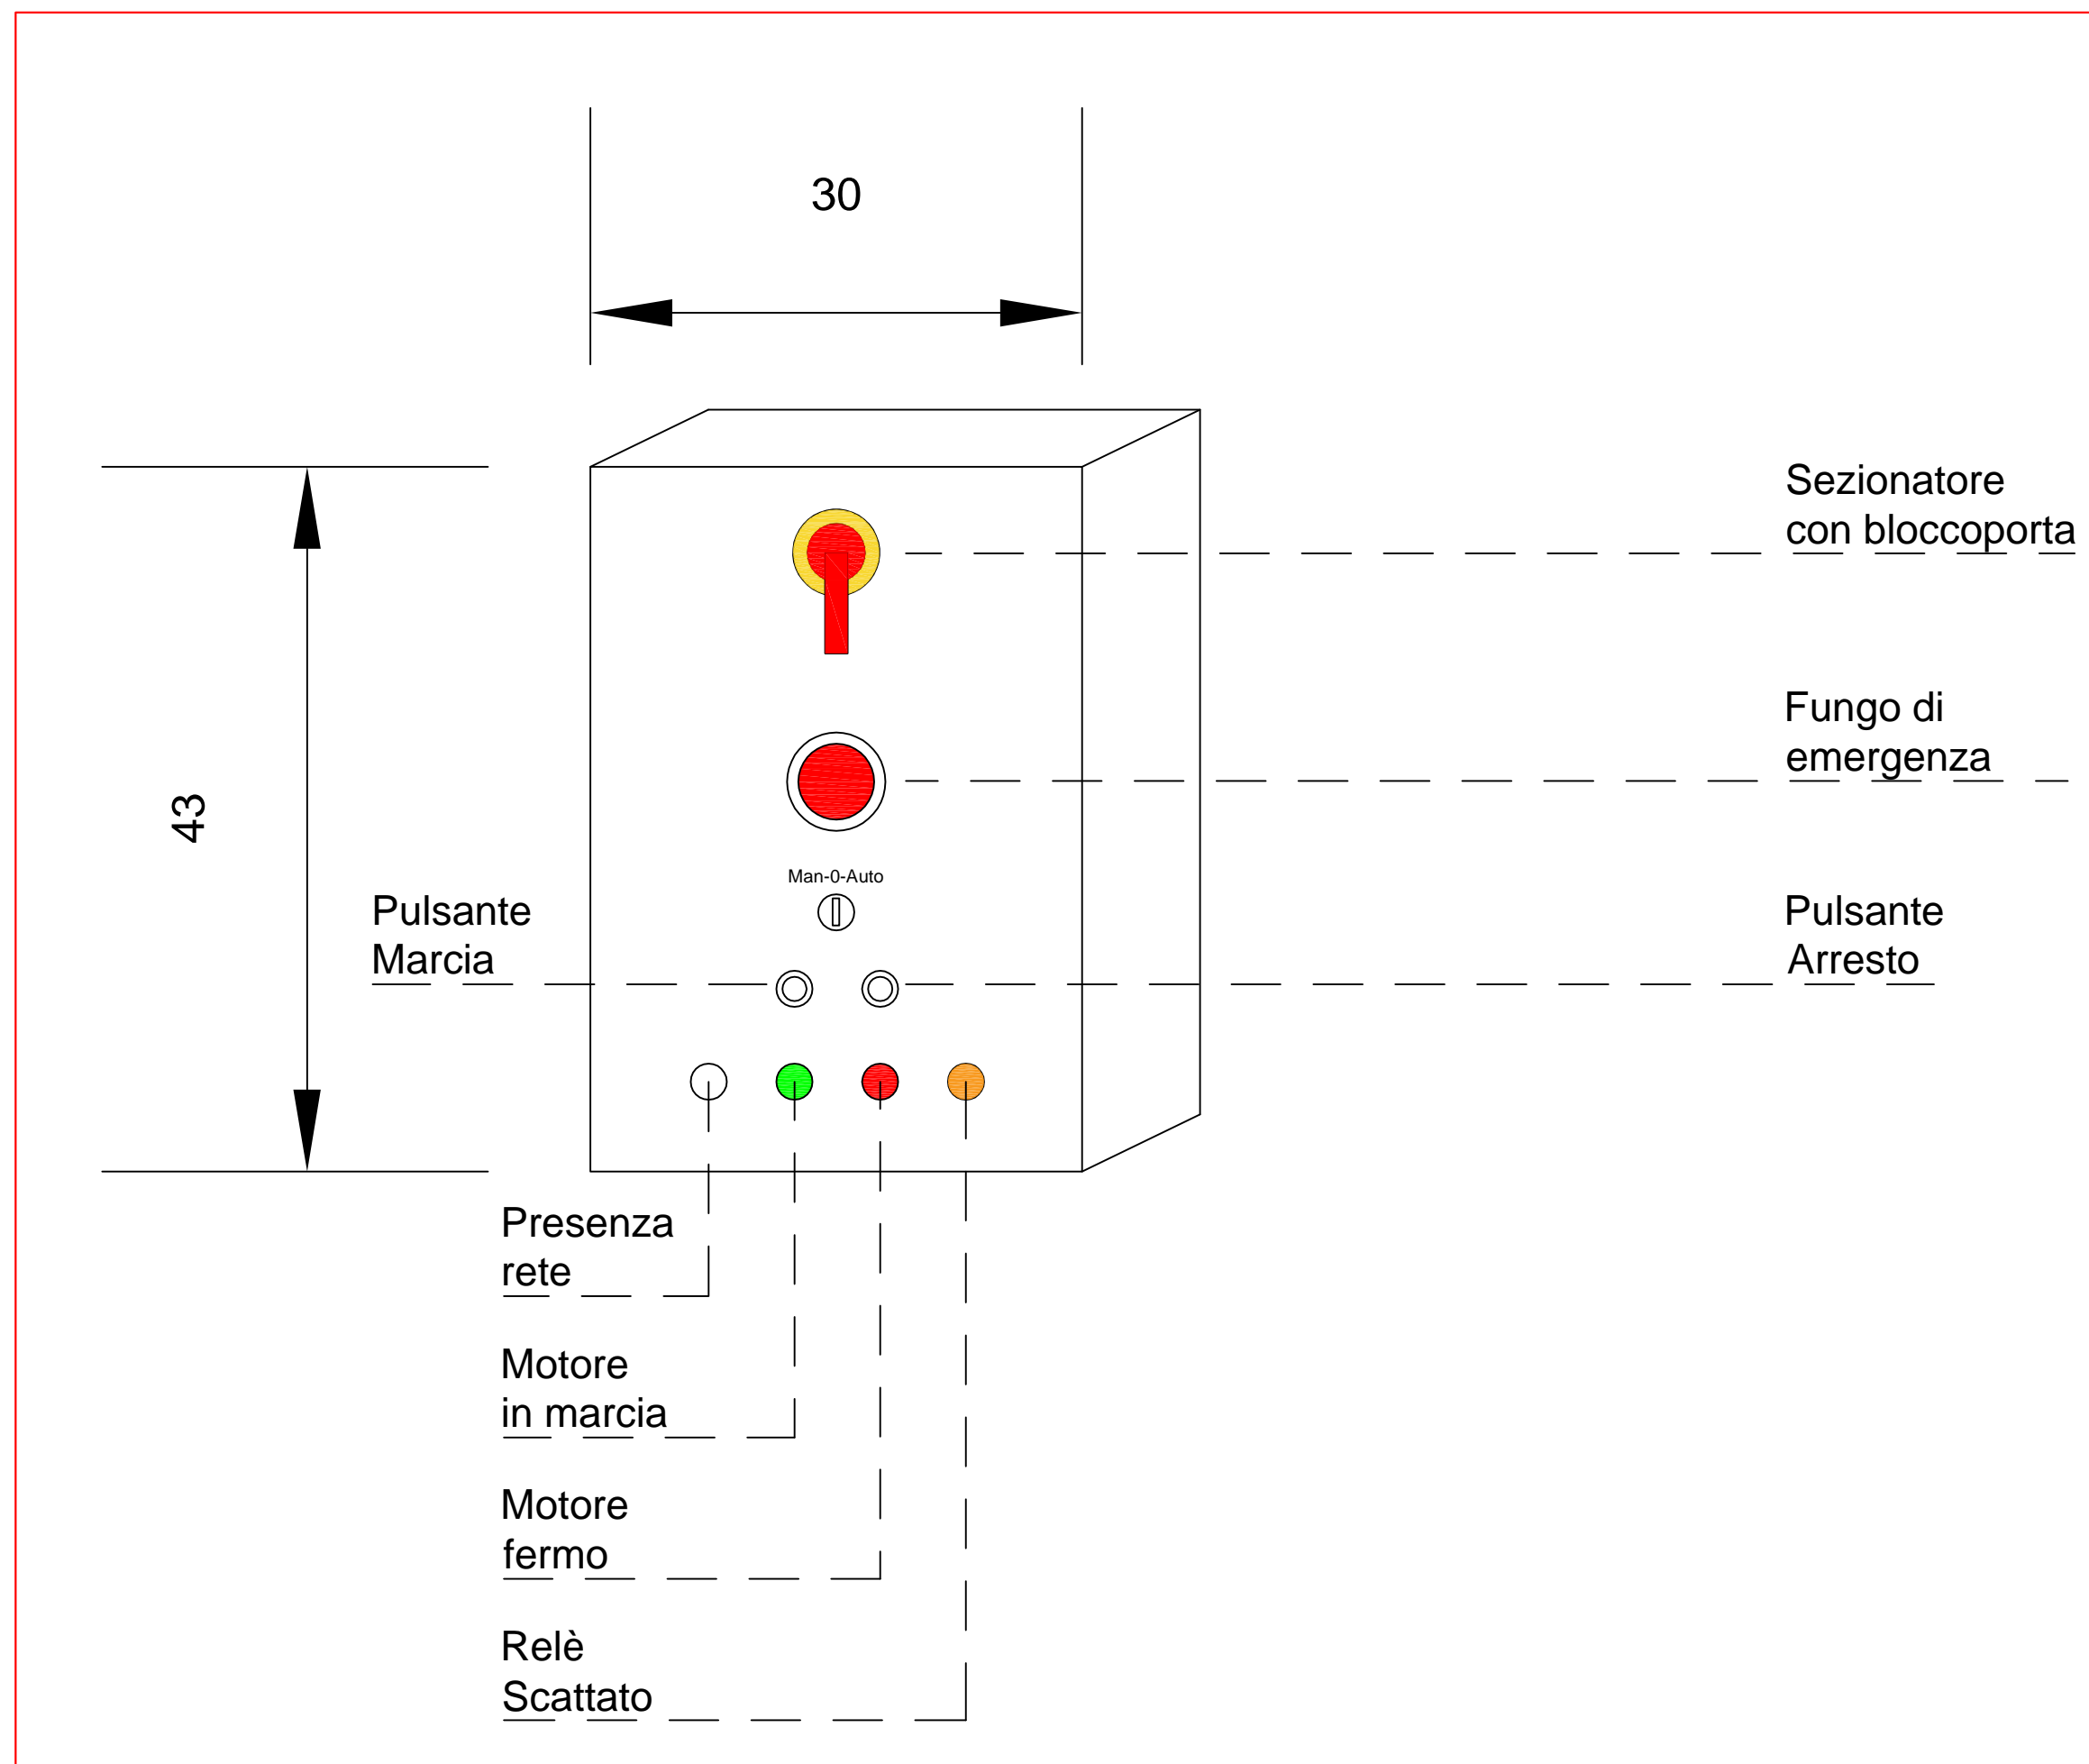 30
Sezionatore
con bloccoporta
Fungo di
emergenza
43
Man-0-Auto
Pulsante
Marcia
Pulsante
Arresto
Presenza
rete
Motore
in marcia
Motore
fermo
Relè
Scattato